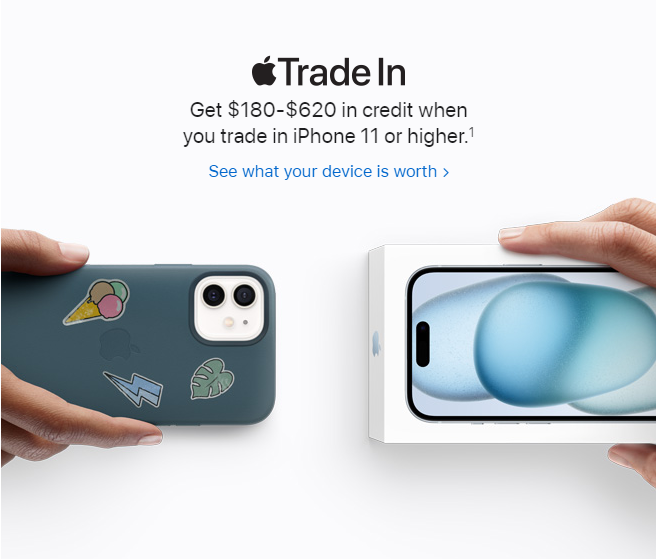 Trade In
Get $180-$620 in credit when
you trade in iPhone 11 or higher.¹
See what your device is worth >